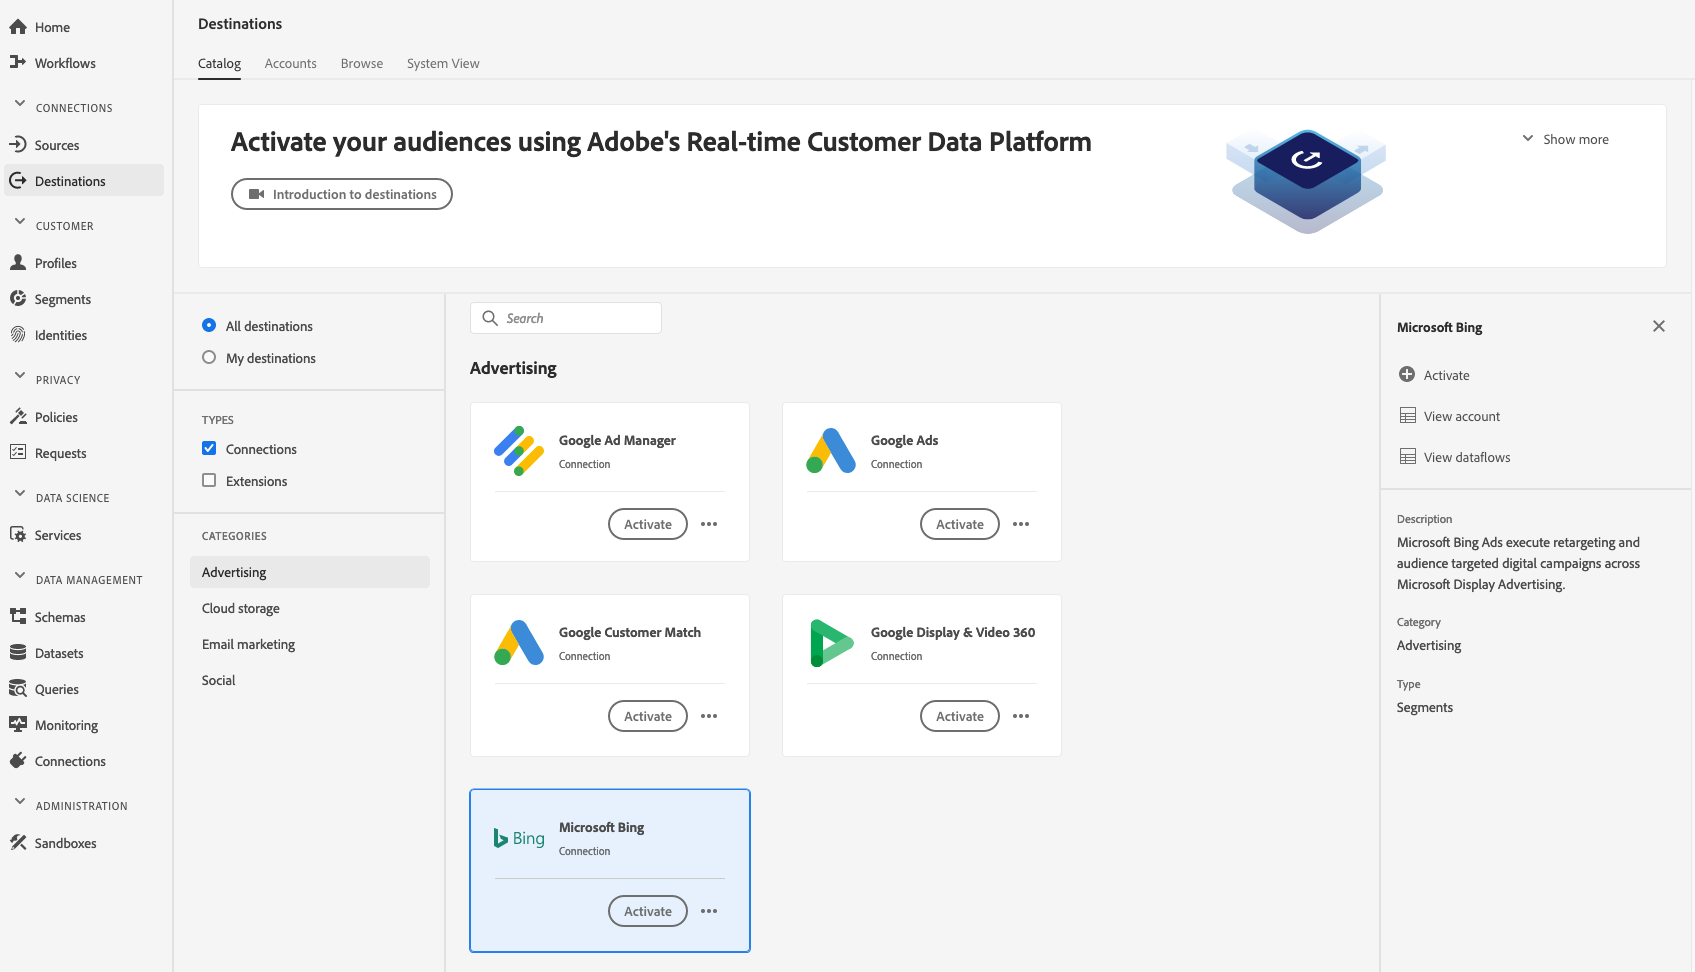 Home
Workflows
CONNECTIONS
Sources
Destinations
CUSTOMER
Profiles
Segments
Identities
PRIVACY
Policies
Requests
DATA SCIENCE
Services
DATA MANAGEMENT
Schemas
Datasets
Queries
Monitoring
Connections
ADMINISTRATION
Sandboxes
Destinations
Catalog Accounts Browse System View
Activate your audiences using Adobe's Real-time Customer Data Platform
Introduction to destinations
Show more
All destinations
My destinations
TYPES
Connections
Extensions
CATEGORIES
Advertising
Cloud storage
Email marketing
Social
Search
Advertising
Google Ad Manager
Connection
Activate
Google Ads
Connection
Activate
Google Customer Match
Connection
Activate
Google Display & Video 360
Connection
Activate
Bing
Microsoft Bing
Connection
Activate
Microsoft Bing
Activate
View account
View dataflows
Description
Microsoft Bing Ads execute retargeting and
audience targeted digital campaigns across
Microsoft Display Advertising.
Category
Advertising
Type
Segments